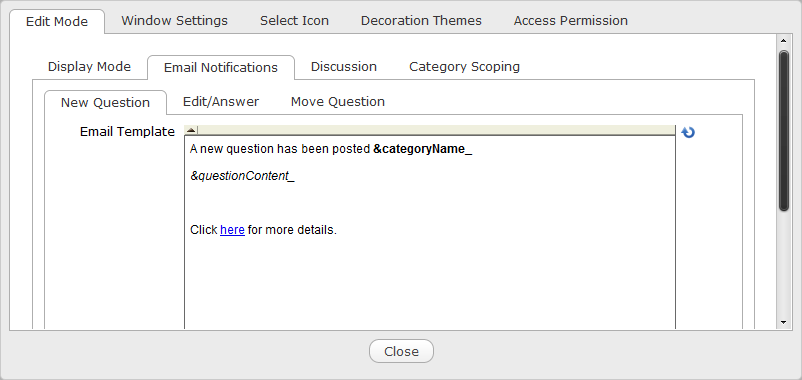 Edit Mode Window Settings Select Icon Decoration Themes Access Permission
Display Mode Email Notifications Discussion Category Scoping
New Question Edit/Answer Move Question
Email Template
A new question has been posted &categoryName_
&questionContent_
Click here for more details.
Close